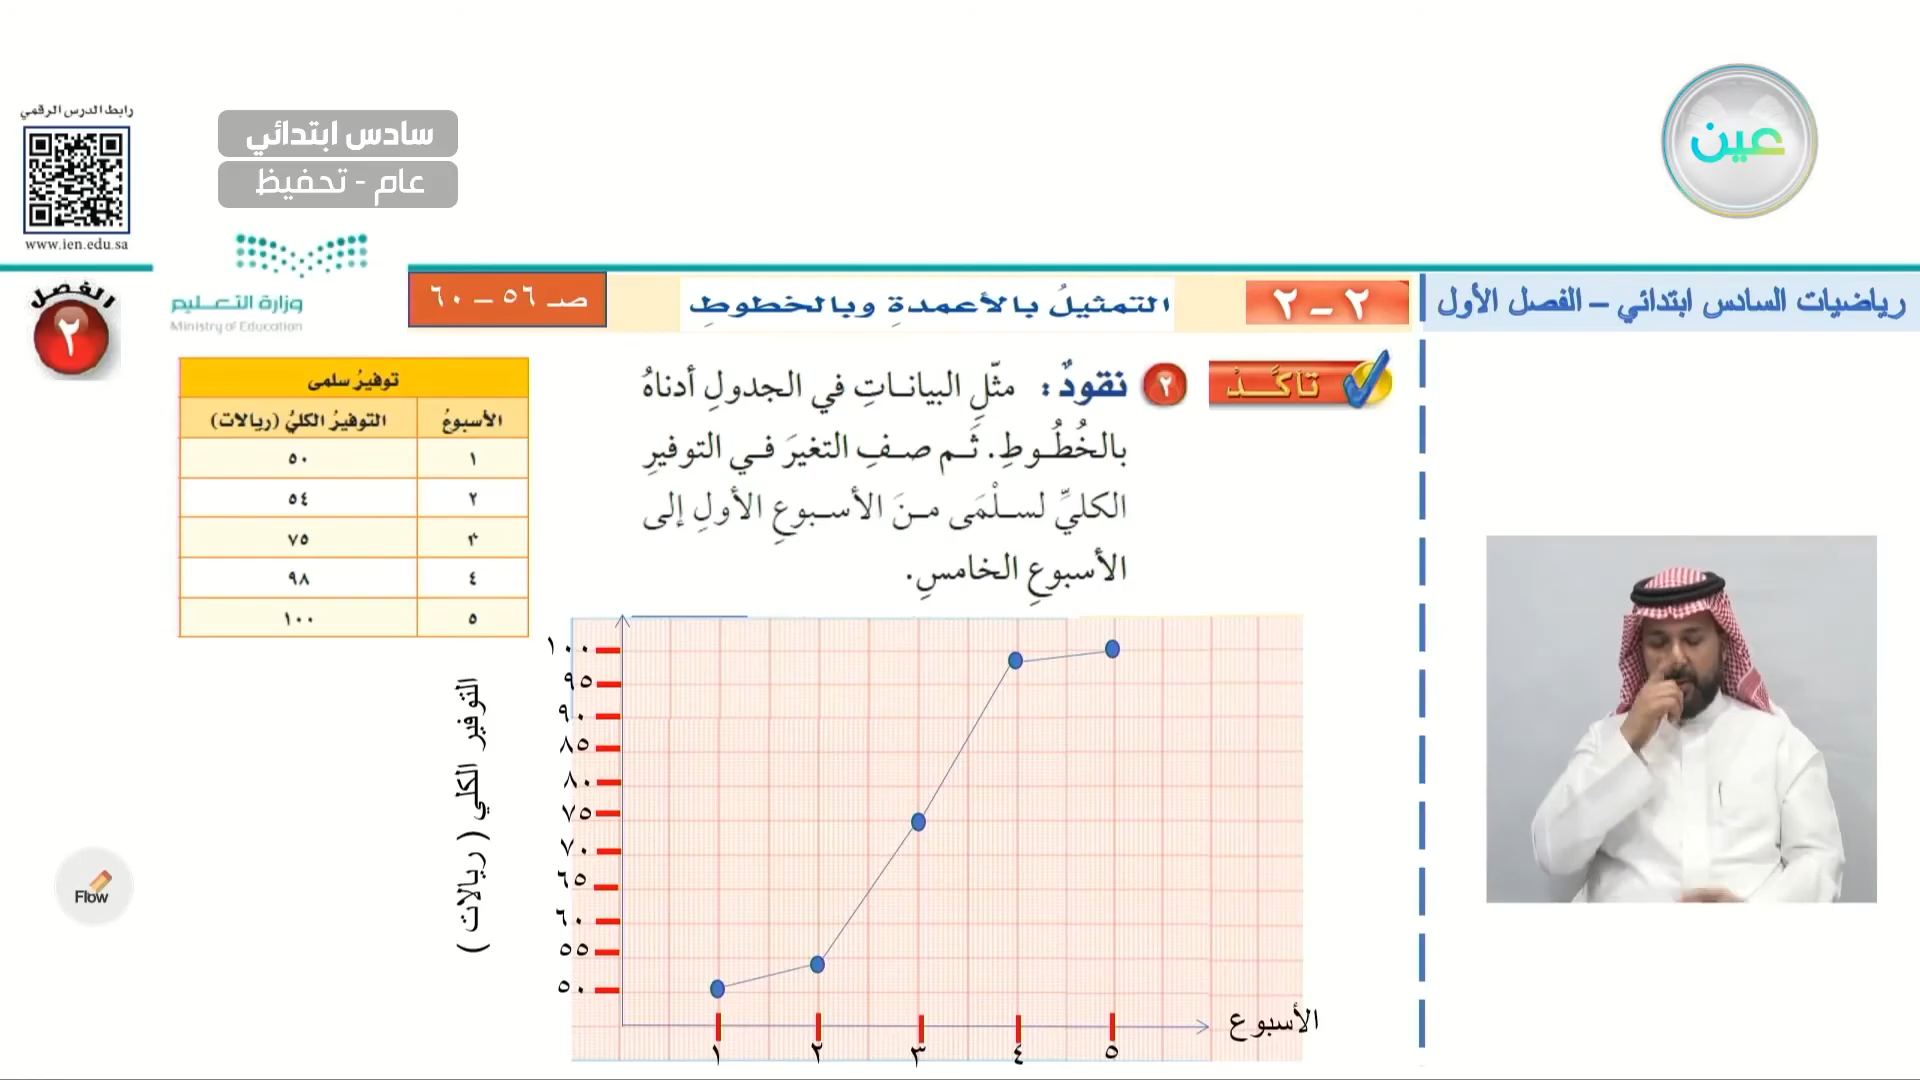 عين
رابط الدرس الرقمي
www.ien.edu.sa
سادس ابتدائي
عام - تحفيظ
وزارة التعليم
Ministry of Education
رياضيات السادس ابتدائي – الفصل الأول
٢ - ٢
التمثيلُ بالأعمدةِ وبالخطوطِ
صـ ٥٦ – ٦٠
الفصل
٢
تأكَّدْ
٢ نقودٌ: مثّلِ البياناتِ في الجدولِ أدناهُ
بالخُطُوطِ. ثَم صفِ التغيرَ في التوفيرِ
الكليِّ لسلْمَى منَ الأسبوعِ الأولِ إلى
الأسبوعِ الخامسِ.
توفيرُ سلمى
الأسبوعُ التوفيرُ الكليُّ (ريالات)
١ ٥٠
٢ ٥٤
٣ ٧٥
٤ ٩٨
٥ ١٠٠
التوفير الكلي ( ريالات )
١٠٠
٩٥
٩٠
٨٥
٨٠
٧٥
٧٠
٦٥
٦٠
٥٥
٥٠
١ ٢ ٣ ٤ ٥
الأسبوع
Flow